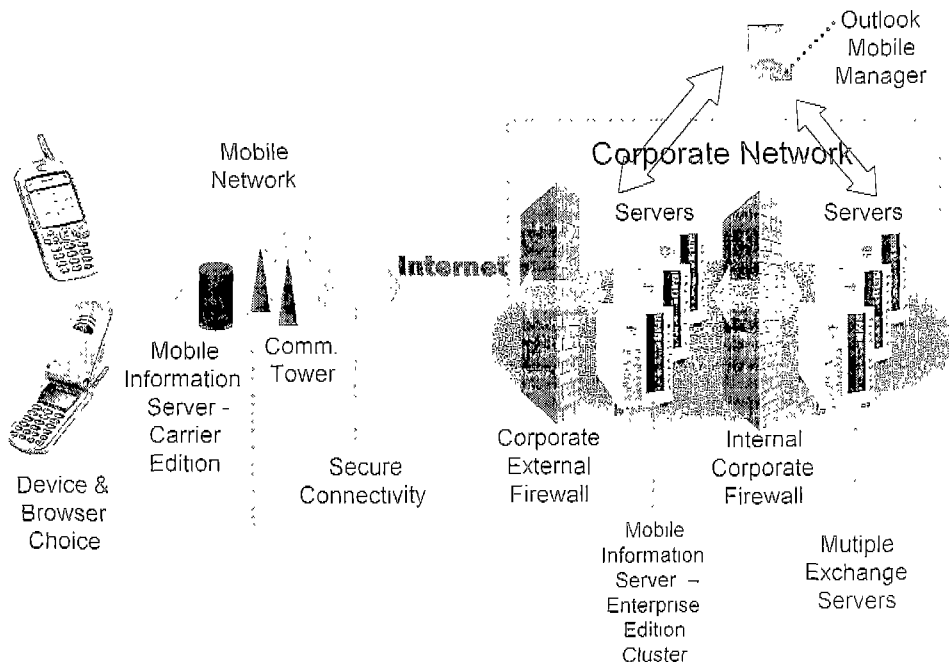 Outlook
Mobile
Manager
Mobile
Network
Corporate Network
Servers
Servers
Internet
Mobile
Information
Server -
Carrier
Edition
Comm.
Tower
Device &
Browser
Choice
Secure
Connectivity
Corporate
External
Firewall
Internal
Corporate
Firewall
Mobile
Information
Server –
Enterprise
Edition
Cluster
Mutiple
Exchange
Servers